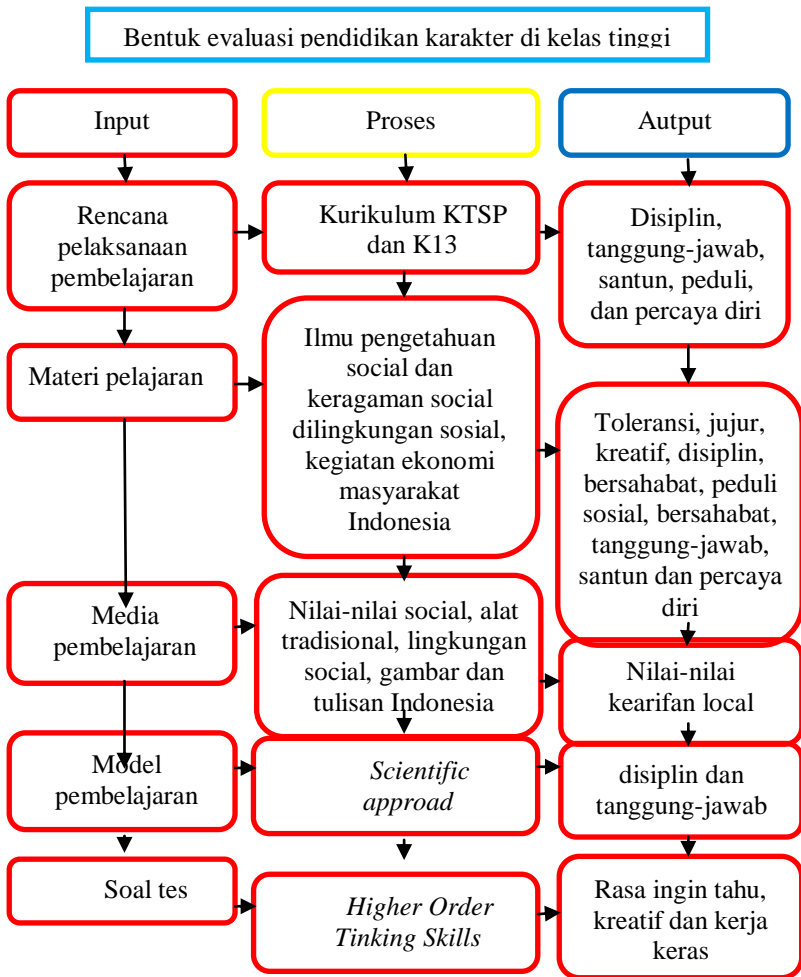 Bentuk evaluasi pendidikan karakter di kelas tinggi
Input
Proses
Autput
Rencana
pelaksanaan
pembelajaran
Kurikulum KTSP
dan K13
Disiplin,
tanggung-jawab,
santun, peduli,
dan percaya diri
Materi pelajaran
Ilmu pengetahuan
social dan
keragaman social
dilingkungan sosial,
kegiatan ekonomi
masyarakat
Indonesia
Toleransi, jujur,
kreatif, disiplin,
bersahabat, peduli
sosial, bersahabat,
tanggung-jawab,
santun dan percaya
diri
Media
pembelajaran
Nilai-nilai social, alat
tradisional, lingkungan
social, gambar dan
tulisan Indonesia
Nilai-nilai
kearifan local
Model
pembelajaran
Scientific
approad
disiplin dan
tanggung-jawab
Soal tes
Higher Order
Tinking Skills
Rasa ingin tahu,
kreatif dan kerja
keras